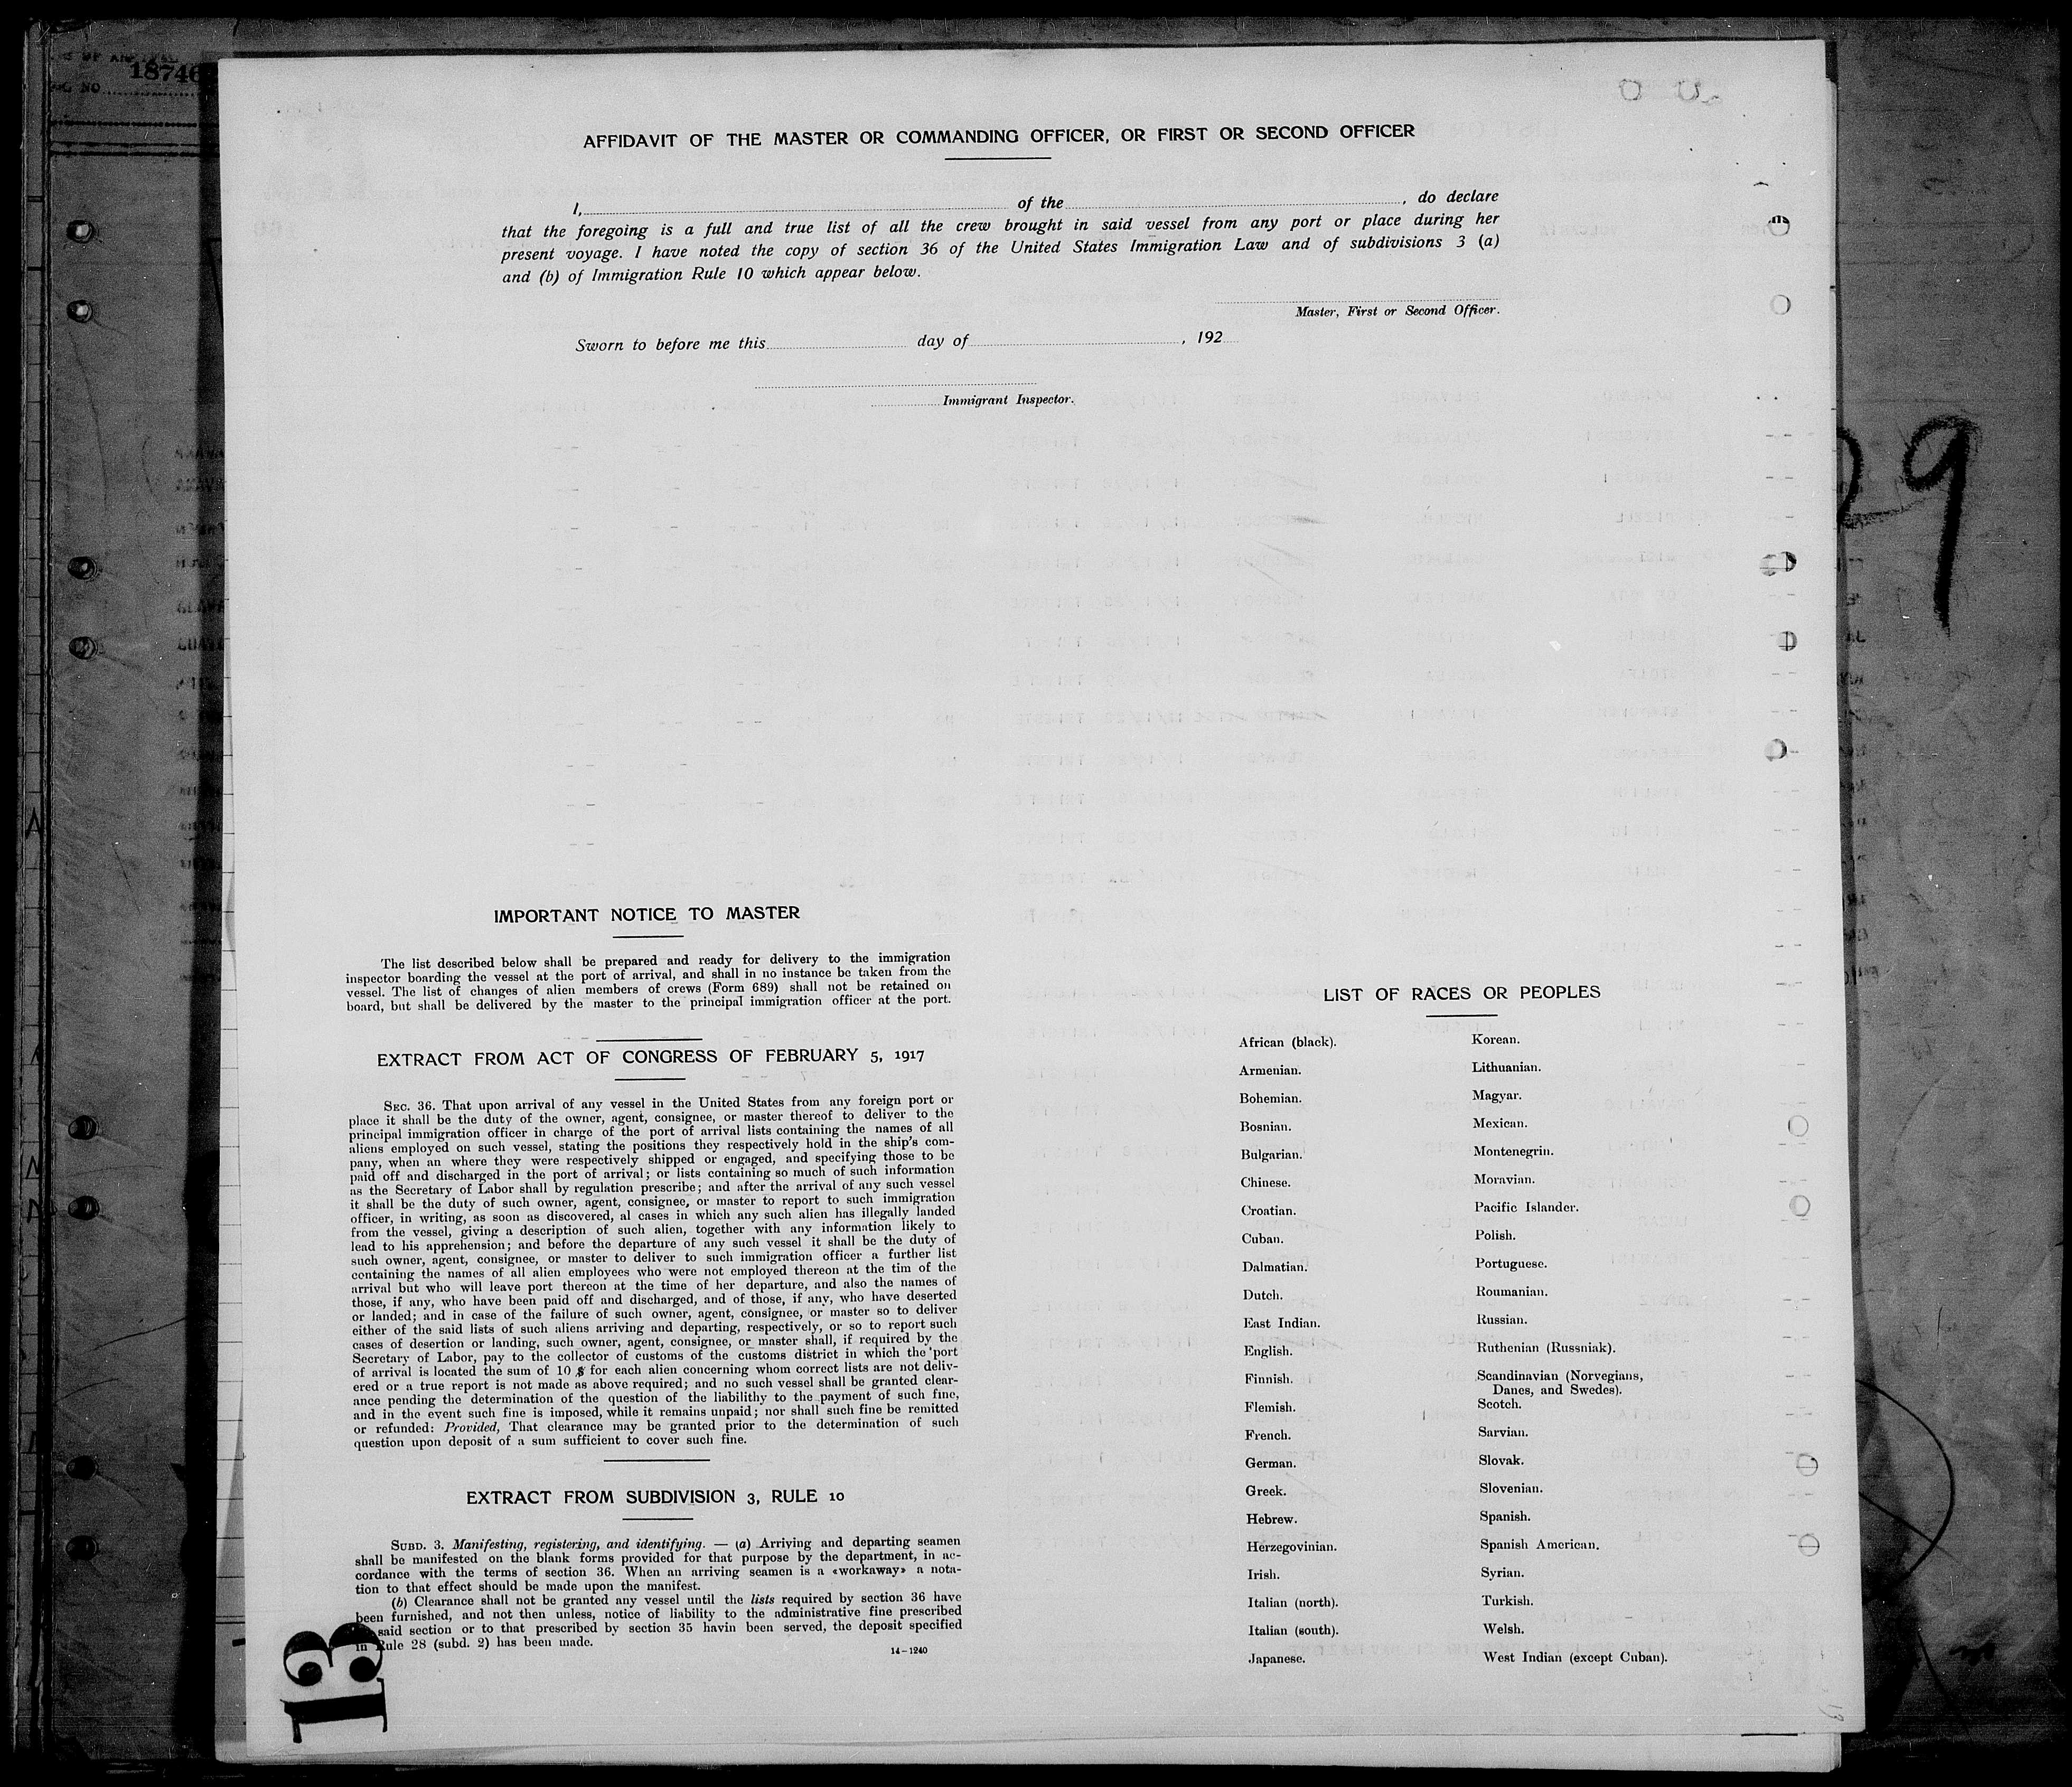 18746
AFFIDAVIT OF THE MASTER OR COMMANDING OFFICER, OR FIRST OR SECOND OFFICER
I, of the , do declare
that the foregoing is a full and true list of all the crew brought in said vessel from any port or place during her
present voyage. I have noted the copy of section 36 of the United States Immigration Law and of subdivisions 3 (a)
and (b) of Immigration Rule 10 which appear below.
Master, First or Second Officer.
Sworn to before me this day of , 192
Immigrant Inspector.
29
IMPORTANT NOTICE TO MASTER
The list described below shall be prepared and ready for delivery to the immigration
inspector boarding the vessel at the port of arrival, and shall in no instance be taken from the
vessel. The list of changes of alien members of crews (Form 689) shall not be retained on
board, but shall be delivered by the master to the principal immigration officer at the port.
EXTRACT FROM ACT OF CONGRESS OF FEBRUARY 5, 1917
SEC. 36. That upon arrival of any vessel in the United States from any foreign port or
place it shall be the duty of the owner, agent, consignee, or master thereof to deliver to the
principal immigration officer in charge of the port of arrival lists containing the names of all
aliens employed on such vessel, stating the positions they respectively hold in the ship's com-
pany, when an where they were respectively shipped or engaged, and specifying those to be
paid off and discharged in the port of arrival; or lists containing so much of such information
as the Secretary of Labor shall by regulation prescribe; and after the arrival of any such vessel
it shall be the duty of such owner, agent, consignee, or master to report to such immigration
officer, in writing, as soon as discovered, al cases in which any such alien has illegally landed
from the vessel, giving a description of such alien, together with any information likely to
lead to his apprehension; and before the departure of any such vessel it shall be the duty of
such owner, agent, consignee, or master to deliver to such immigration officer a further list
containing the names of all alien employees who were not employed thereon at the tim of the
arrival but who will leave port thereon at the time of her departure, and also the names of
those, if any, who have been paid off and discharged, and of those, if any, who have deserted
or landed; and in case of the failure of such owner, agent, consignee, or master so to deliver
either of the said lists of such aliens arriving and departing, respectively, or so to report such
cases of desertion or landing, such owner, agent, consignee, or master shall, if required by the
Secretary of Labor, pay to the collector of customs of the customs district in which the port
of arrival is located the sum of 10 $ for each alien concerning whom correct lists are not deliv-
ered or a true report is not made as above required; and no such vessel shall be granted clear-
ance pending the determination of the question of the liabilithy to the payment of such fine,
and in the event such fine is imposed, while it remains unpaid; nor shall such fine be remitted
or refunded: Provided, That clearance may be granted prior to the determination of such
question upon deposit of a sum sufficient to cover such fine.
EXTRACT FROM SUBDIVISION 3, RULE 10
SUBD. 3. Manifesting, registering, and identifying. — (a) Arriving and departing seamen
shall be manifested on the blank forms provided for that purpose by the department, in ac-
cordance with the terms of section 36. When an arriving seamen is a «workaway» a nota-
tion to that effect should be made upon the manifest.
(b) Clearance shall not be granted any vessel until the lists required by section 36 have
been furnished, and not then unless, notice of liability to the administrative fine prescribed
said section or to that prescribed by section 35 havin been served, the deposit specified
in Rule 28 (subd. 2) has been made.
14-1240
13
LIST OF RACES OR PEOPLES
African (black).
Armenian.
Bohemian.
Bosnian.
Bulgarian.
Chinese.
Croatian.
Cuban.
Dalmatian.
Dutch.
East Indian.
English.
Finnish.
Flemish.
French.
German.
Greek.
Hebrew.
Herzegovinian.
Irish.
Italian (north).
Italian (south).
Japanese.
Korean.
Lithuanian.
Magyar.
Mexican.
Montenegrin.
Moravian.
Pacific Islander.
Polish.
Portuguese.
Roumanian.
Russian.
Ruthenian (Russniak).
Scandinavian (Norvegians,
Danes, and Swedes).
Scotch.
Sarvian.
Slovak.
Slovenian.
Spanish.
Spanish American.
Syrian.
Turkish.
Welsh.
West Indian (except Cuban).